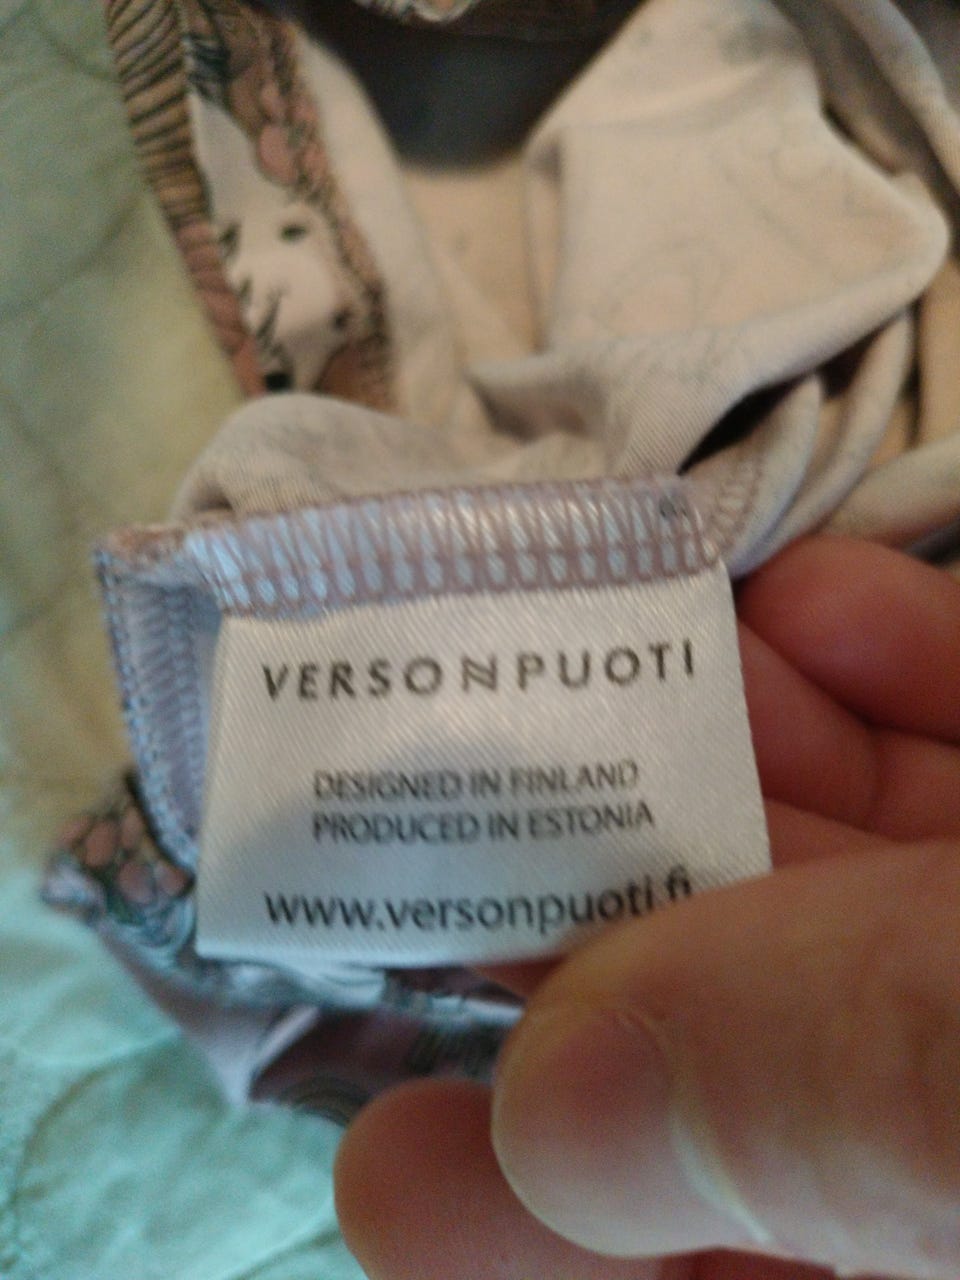 VERSONPUOTI
DESIGNED IN FINLAND
PRODUCED IN ESTONIA
www.versonpuoti.fi